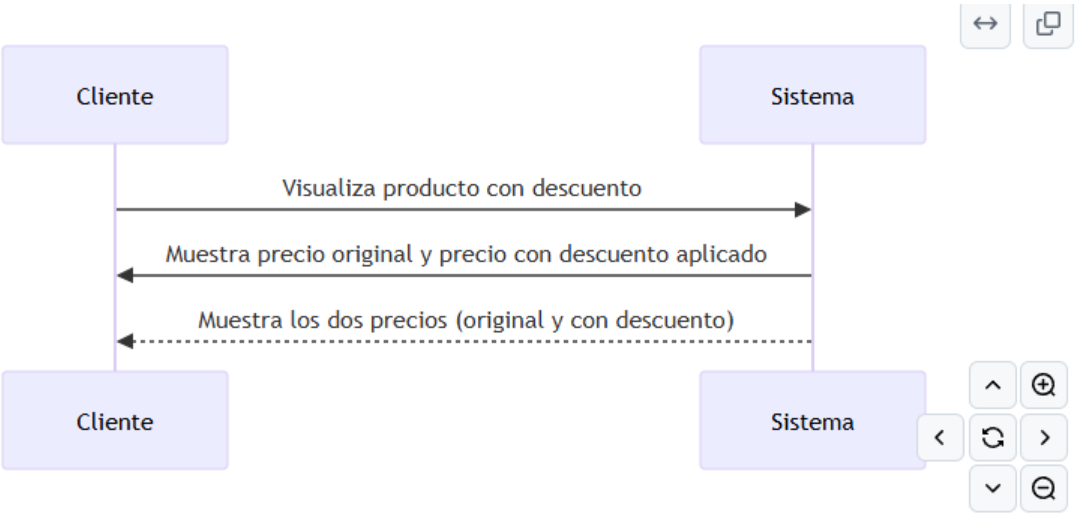 Cliente
Sistema
Visualiza producto con descuento
Muestra precio original y precio con descuento aplicado
Muestra los dos precios (original y con descuento)
Cliente
Sistema